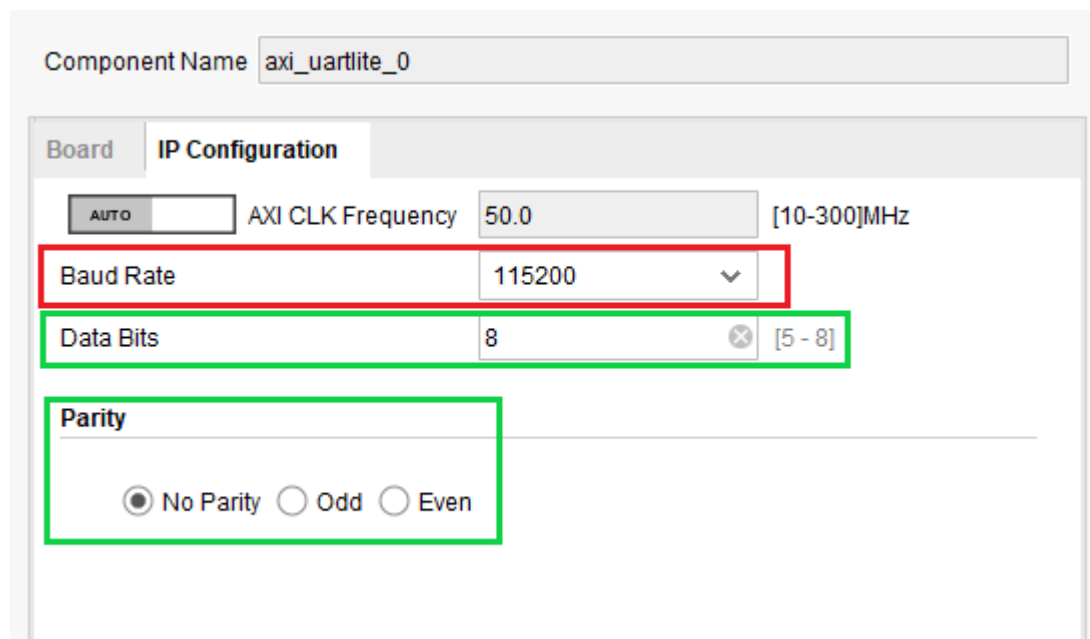 Component Name axi_uartlite_0
Board IP Configuration
AUTO AXI CLK Frequency 50.0 [10-300]MHz
Baud Rate 115200
Data Bits 8 [5 - 8]
Parity
No Parity Odd Even